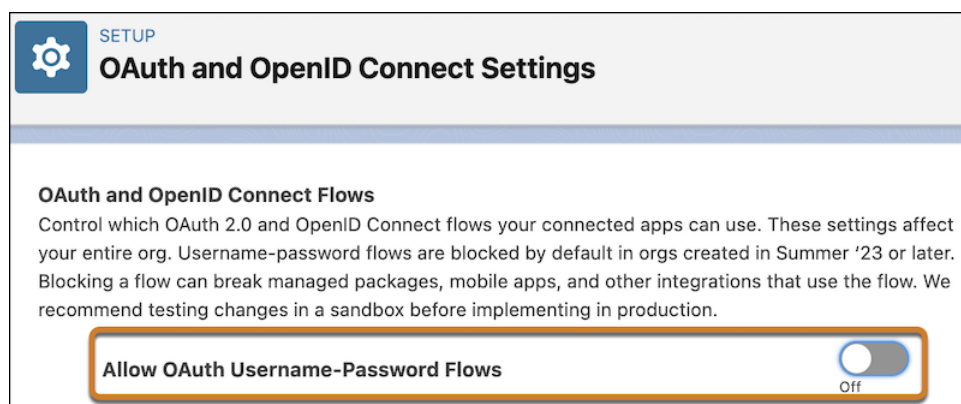 SETUP
OAuth and OpenID Connect Settings
OAuth and OpenID Connect Flows
Control which OAuth 2.0 and OpenID Connect flows your connected apps can use. These settings affect
your entire org. Username-password flows are blocked by default in orgs created in Summer ‘23 or later.
Blocking a flow can break managed packages, mobile apps, and other integrations that use the flow. We
recommend testing changes in a sandbox before implementing in production.
Allow OAuth Username-Password Flows
Off